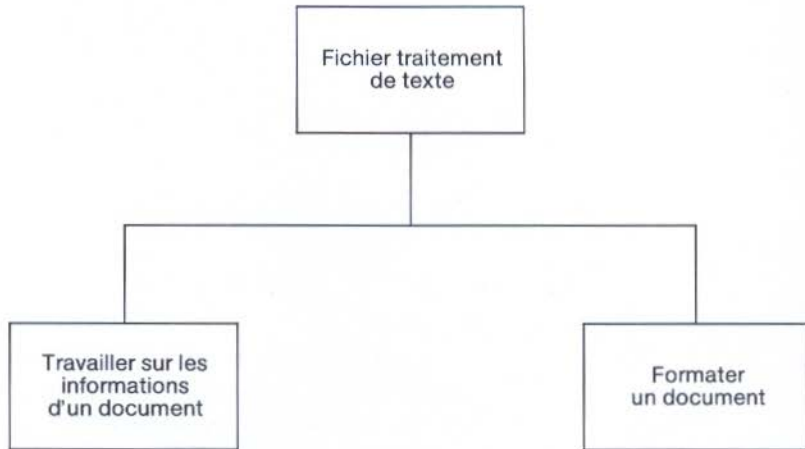 Fichier traitement
de texte
Travailler sur les
informations
d'un document
Formater
un document